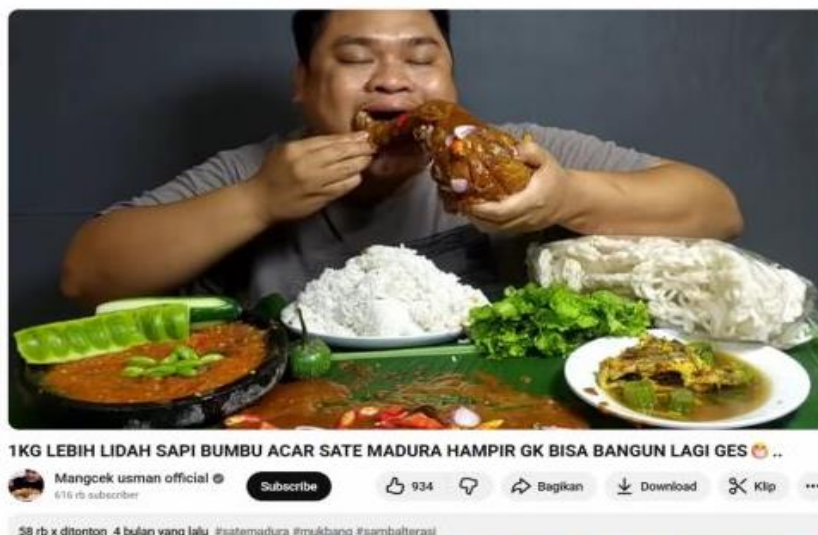 1KG LEBIH LIDAH SAPI BUMBU ACAR SATE MADURA HAMPIR GK BISA BANGUN LAGI GES😷..
Mangcek usman official
616 rb subscriber
Subscribe
934
Bagikan
Download
Klip
58 rb x ditonton 4 bulan yang lalu #satemadura #mukbang #sambalterasi